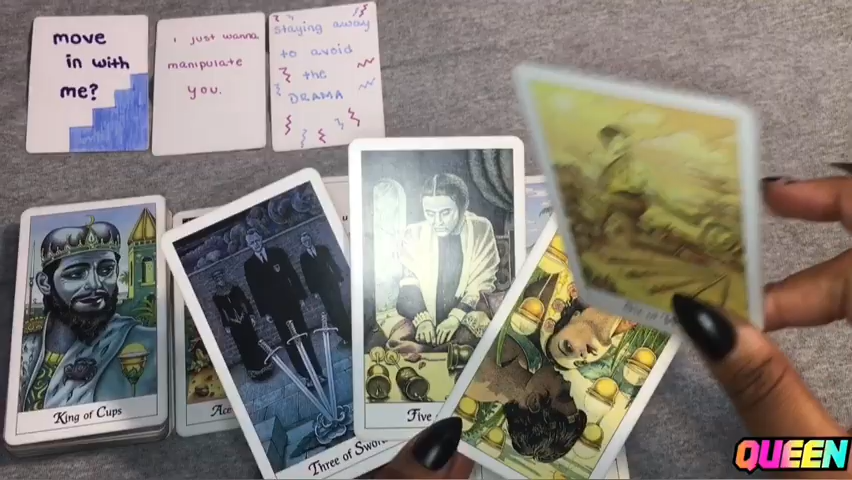 move
in with
me?
i just wanna
manipulate
you.
staying away
to avoid
the
DRAMA
King of Cups
Ace
Three of Swords
Five
QUEEN